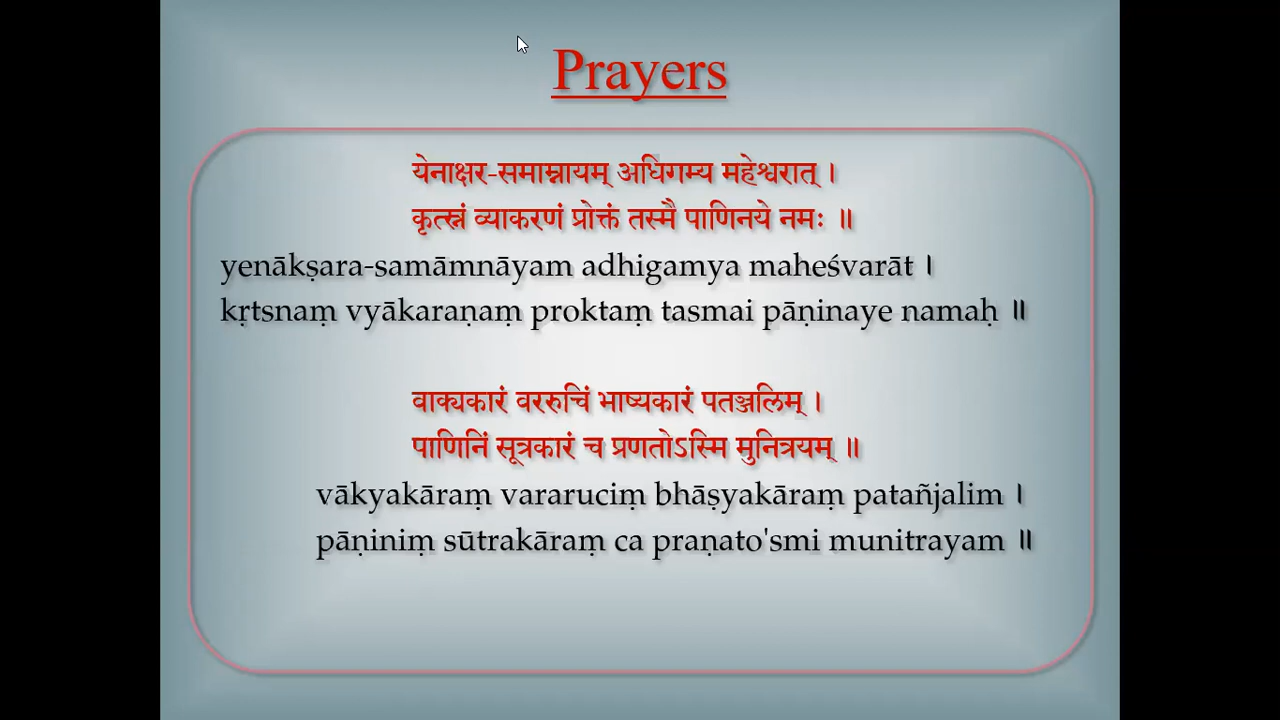 Prayers
येनाक्षर-समाम्नायम् अधिगम्य महेश्वरात् ।
कृत्स्नं व्याकरणं प्रोक्तं तस्मै पाणिनये नमः ॥
yenākṣara-samāmnāyam adhigamya maheśvarāt ।
kṛtsnaṃ vyākaraṇaṃ proktaṃ tasmai pāṇinaye namaḥ ॥
वाक्यकारं वररुचिं भाष्यकारं पतञ्जलिम् ।
पाणिनिं सूत्रकारं च प्रणतोऽस्मि मुनित्रयम् ॥
vākyakāraṃ vararuciṃ bhāṣyakāraṃ patañjalim ।
pāṇiniṃ sūtrakāraṃ ca praṇato'smi munitrayam ॥